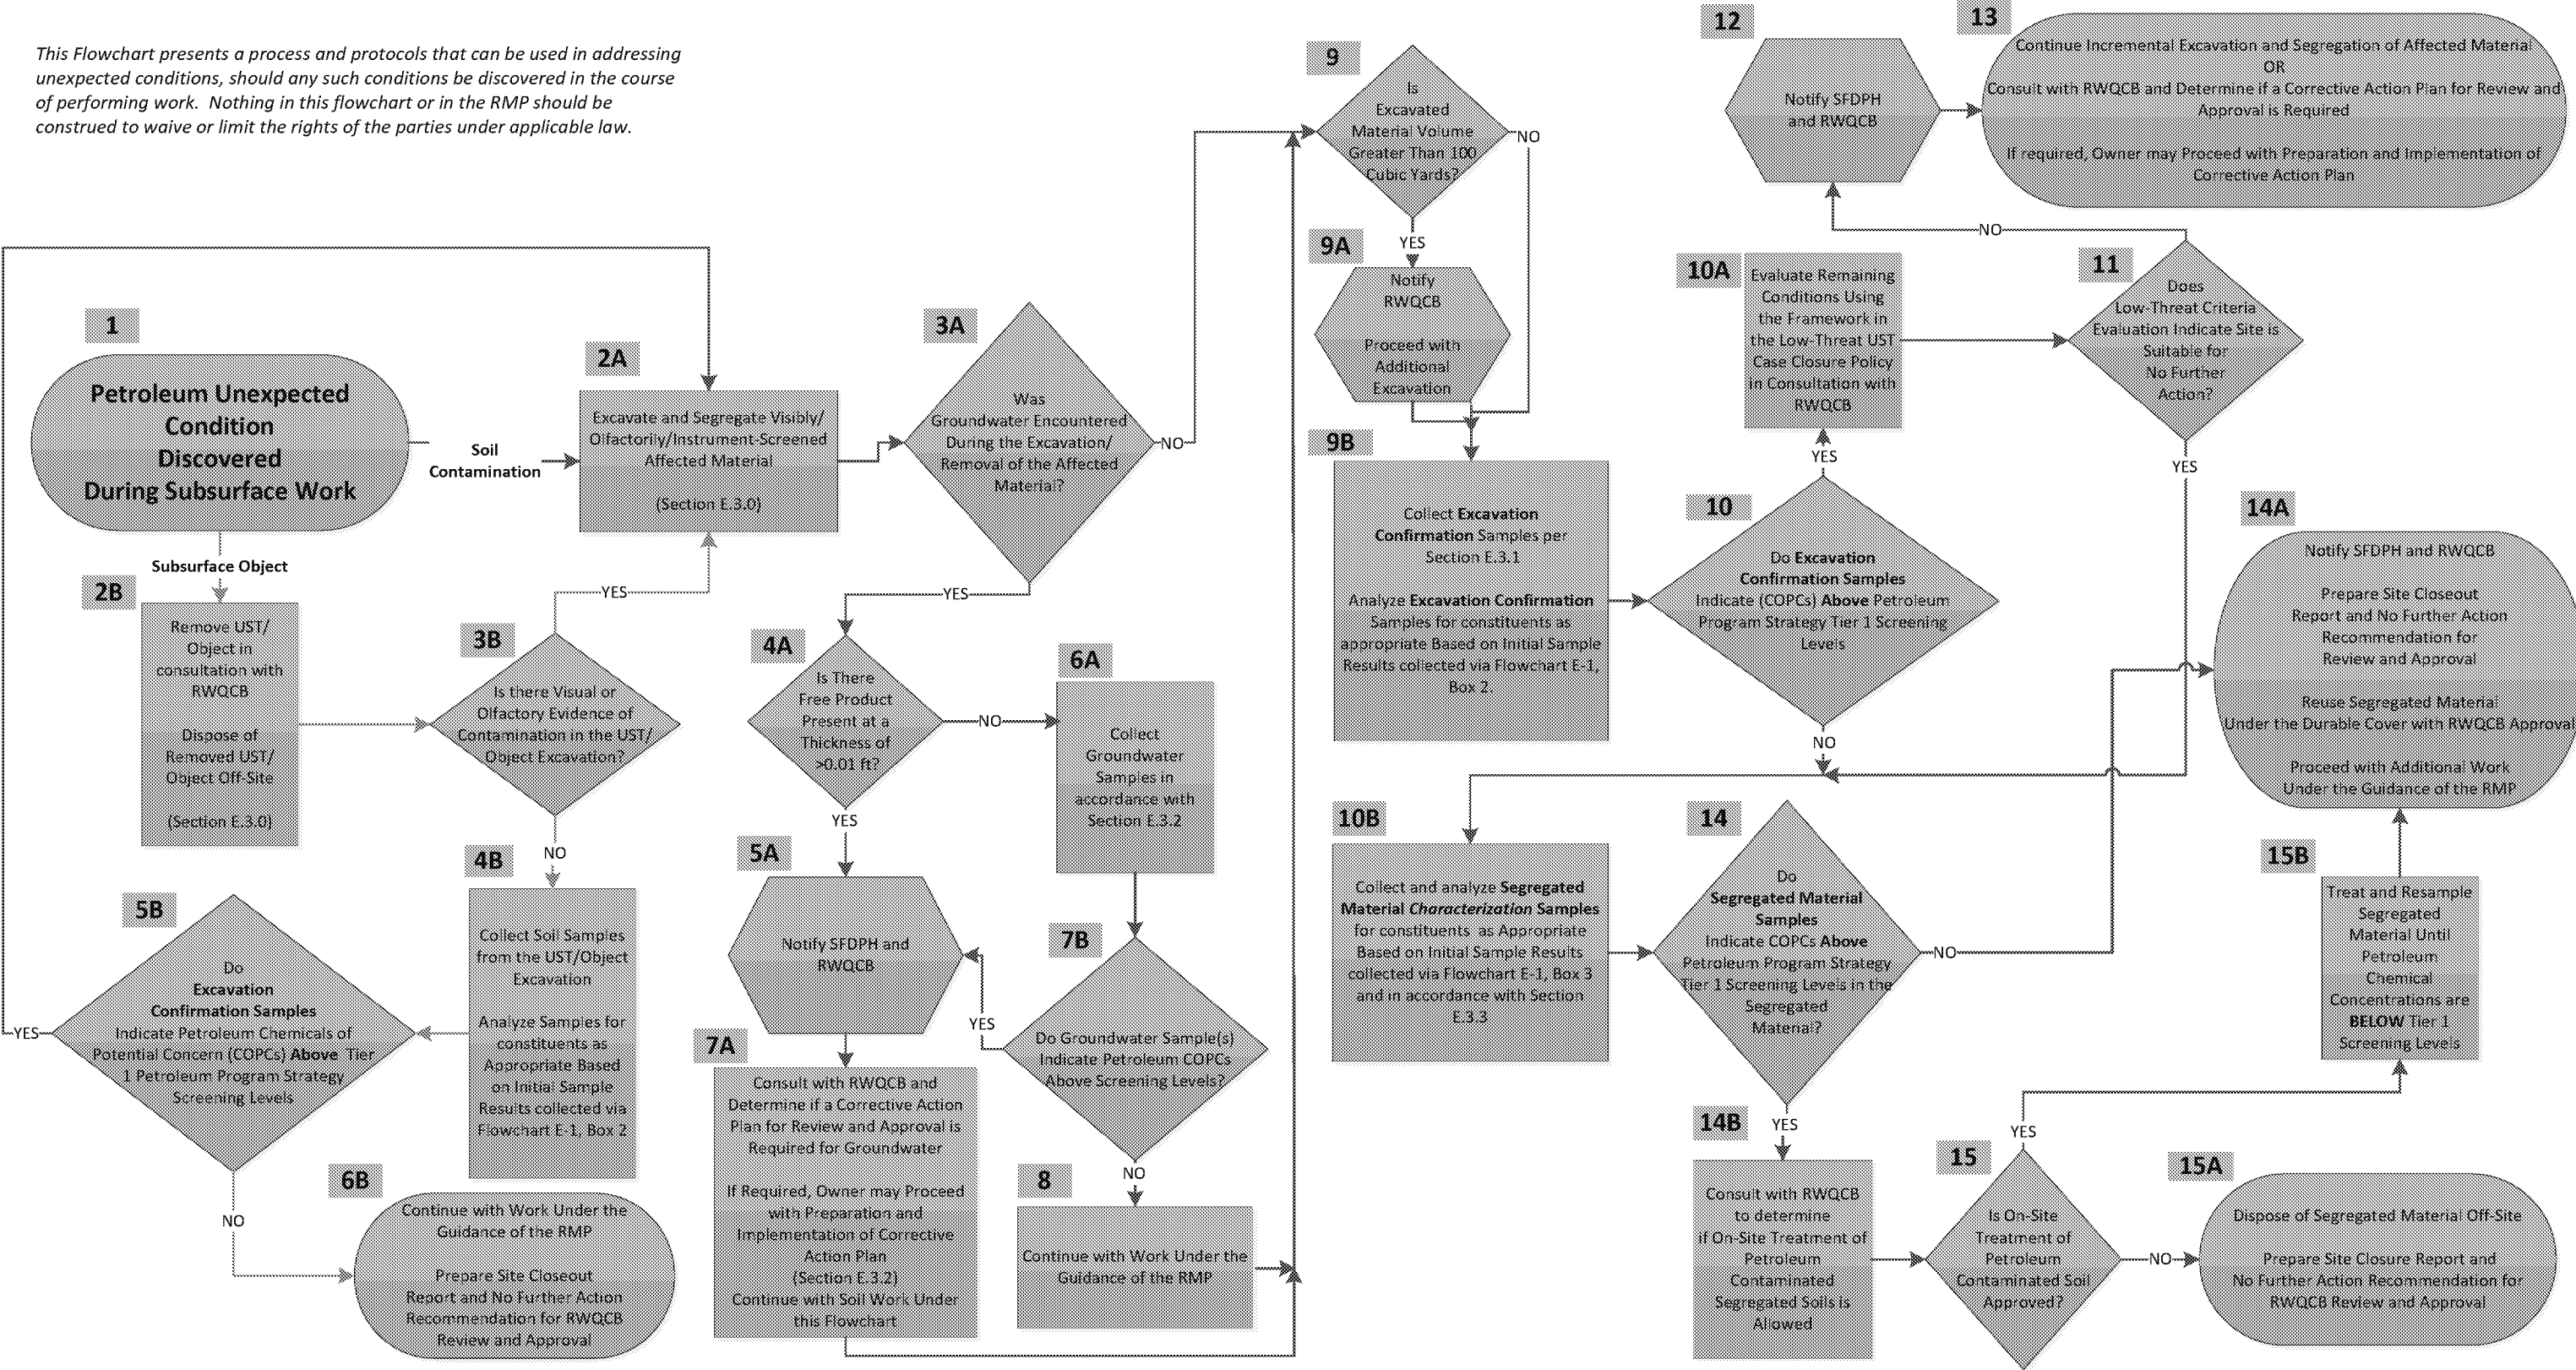 This Flowchart presents a process and protocols that can be used in addressing
unexpected conditions, should any such conditions be discovered in the course
of performing work.  Nothing in this flowchart or in the RMP should be
construed to waive or limit the rights of the parties under applicable law.
1
Petroleum Unexpected
Condition
Discovered
During Subsurface Work
Soil
Contamination
Subsurface Object
2A
Excavate and Segregate Visibly/
Olfactorily/Instrument-Screened
Affected Material
(Section E.3.0)
2B
Remove UST/
Object in
consultation with
RWQCB
Dispose of
Removed UST/
Object Off-Site
(Section E.3.0)
3A
Was
Groundwater Encountered
During the Excavation/
Removal of the Affected
Material?
NO
YES
3B
Is there Visual or
Olfactory Evidence of
Contamination in the UST/
Object Excavation?
YES
NO
4A
Is There
Free Product
Present at a
Thickness of
>0.01 ft?
NO
YES
4B
Collect Soil Samples
from the UST/Object
Excavation
Analyze Samples for
constituents as
Appropriate Based
on Initial Sample
Results collected via
Flowchart E-1, Box 2
5A
Notify SFDPH and
RWQCB
5B
Do
Excavation
Confirmation Samples
Indicate Petroleum Chemicals of
Potential Concern (COPCs) Above Tier
1 Petroleum Program Strategy
Screening Levels
YES
NO
6A
Collect
Groundwater
Samples in
accordance with
Section E.3.2
6B
Continue with Work Under the
Guidance of the RMP
Prepare Site Closeout
Report and No Further Action
Recommendation for RWQCB
Review and Approval
7A
Consult with RWQCB and
Determine if a Corrective Action
Plan for Review and Approval is
Required for Groundwater
If Required, Owner may Proceed
with Preparation and
Implementation of Corrective
Action Plan
(Section E.3.2)
Continue with Soil Work Under
this Flowchart
7B
Do Groundwater Sample(s)
Indicate Petroleum COPCs
Above Screening Levels?
YES
NO
8
Continue with Work Under the
Guidance of the RMP
9
Is
Excavated
Material Volume
Greater Than 100
Cubic Yards?
NO
YES
9A
Notify
RWQCB
Proceed with
Additional
Excavation
9B
Collect Excavation
Confirmation Samples per
Section E.3.1
Analyze Excavation Confirmation
Samples for constituents as
appropriate Based on Initial Sample
Results collected via Flowchart E-1,
Box 2.
10
Do Excavation
Confirmation Samples
Indicate (COPCs) Above Petroleum
Program Strategy Tier 1 Screening
Levels
YES
NO
10A
Evaluate Remaining
Conditions Using
the Framework in
the Low-Threat UST
Case Closure Policy
in Consultation with
RWQCB
10B
Collect and analyze Segregated
Material Characterization Samples
for constituents as Appropriate
Based on Initial Sample Results
collected via Flowchart E-1, Box 3
and in accordance with Section
E.3.3
11
Does
Low-Threat Criteria
Evaluation Indicate Site is
Suitable for
No Further
Action?
NO
YES
12
Notify SFDPH
and RWQCB
13
Continue Incremental Excavation and Segregation of Affected Material
OR
Consult with RWQCB and Determine if a Corrective Action Plan for Review and
Approval is Required
If required, Owner may Proceed with Preparation and Implementation of
Corrective Action Plan
14
Do
Segregated Material
Samples
Indicate COPCs Above
Petroleum Program Strategy
Tier 1 Screening Levels in the
Segregated
Material?
NO
YES
14A
Notify SFDPH and RWQCB
Prepare Site Closeout
Report and No Further Action
Recommendation for
Review and Approval
Reuse Segregated Material
Under the Durable Cover with RWQCB Approval
Proceed with Additional Work
Under the Guidance of the RMP
14B
Consult with RWQCB
to determine
if On-Site Treatment of
Petroleum
Contaminated
Segregated Soils is
Allowed
15
Is On-Site
Treatment of
Petroleum
Contaminated Soil
Approved?
YES
NO
15A
Dispose of Segregated Material Off-Site
Prepare Site Closure Report and
No Further Action Recommendation for
RWQCB Review and Approval
15B
Treat and Resample
Segregated
Material Until
Petroleum
Chemical
Concentrations are
BELOW Tier 1
Screening Levels